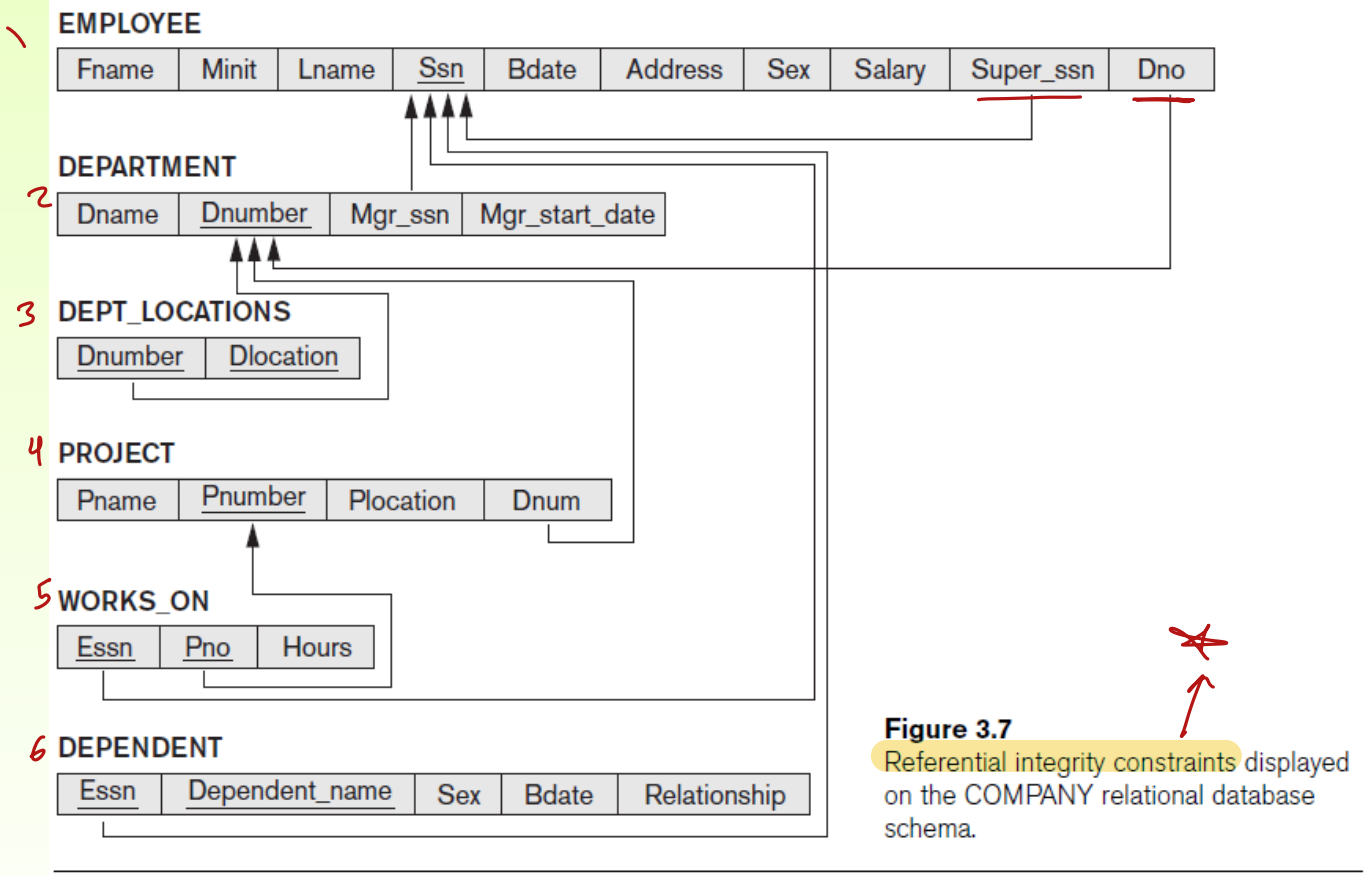 1
EMPLOYEE
Fname Minit Lname Ssn Bdate Address Sex Salary Super_ssn Dno
DEPARTMENT
2
Dname Dnumber Mgr_ssn Mgr_start_date
3 DEPT_LOCATIONS
Dnumber Dlocation
4 PROJECT
Pname Pnumber Plocation Dnum
5 WORKS_ON
Essn Pno Hours
6 DEPENDENT
Essn Dependent_name Sex Bdate Relationship
Figure 3.7
Referential integrity constraints displayed
on the COMPANY relational database
schema.